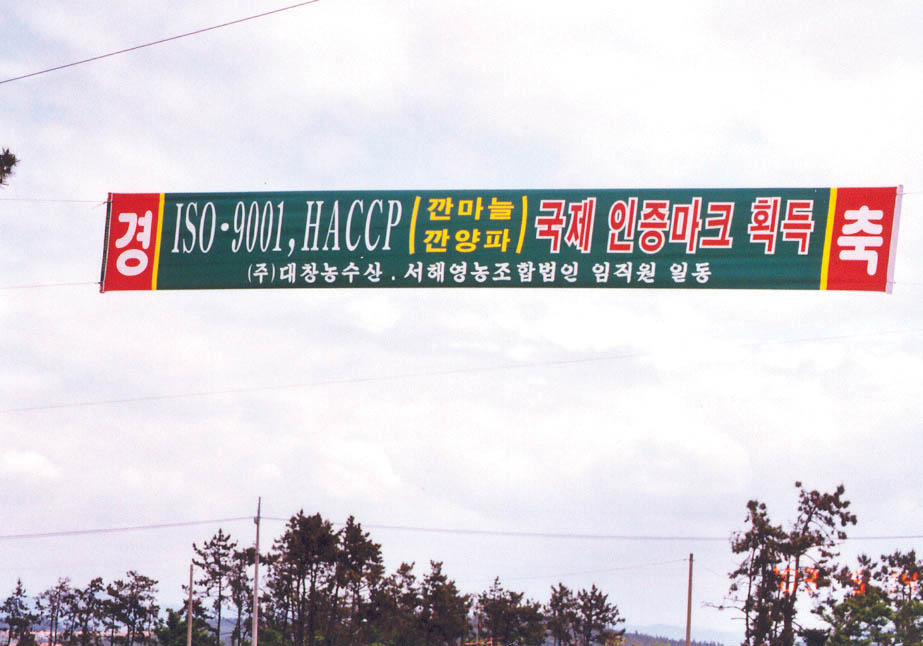 경 ISO·9001, HACCP (깐마늘 깐양파) 국제 인증마크 획득 축
(주)대창농수산.서해영농조합법인 임직원 일동